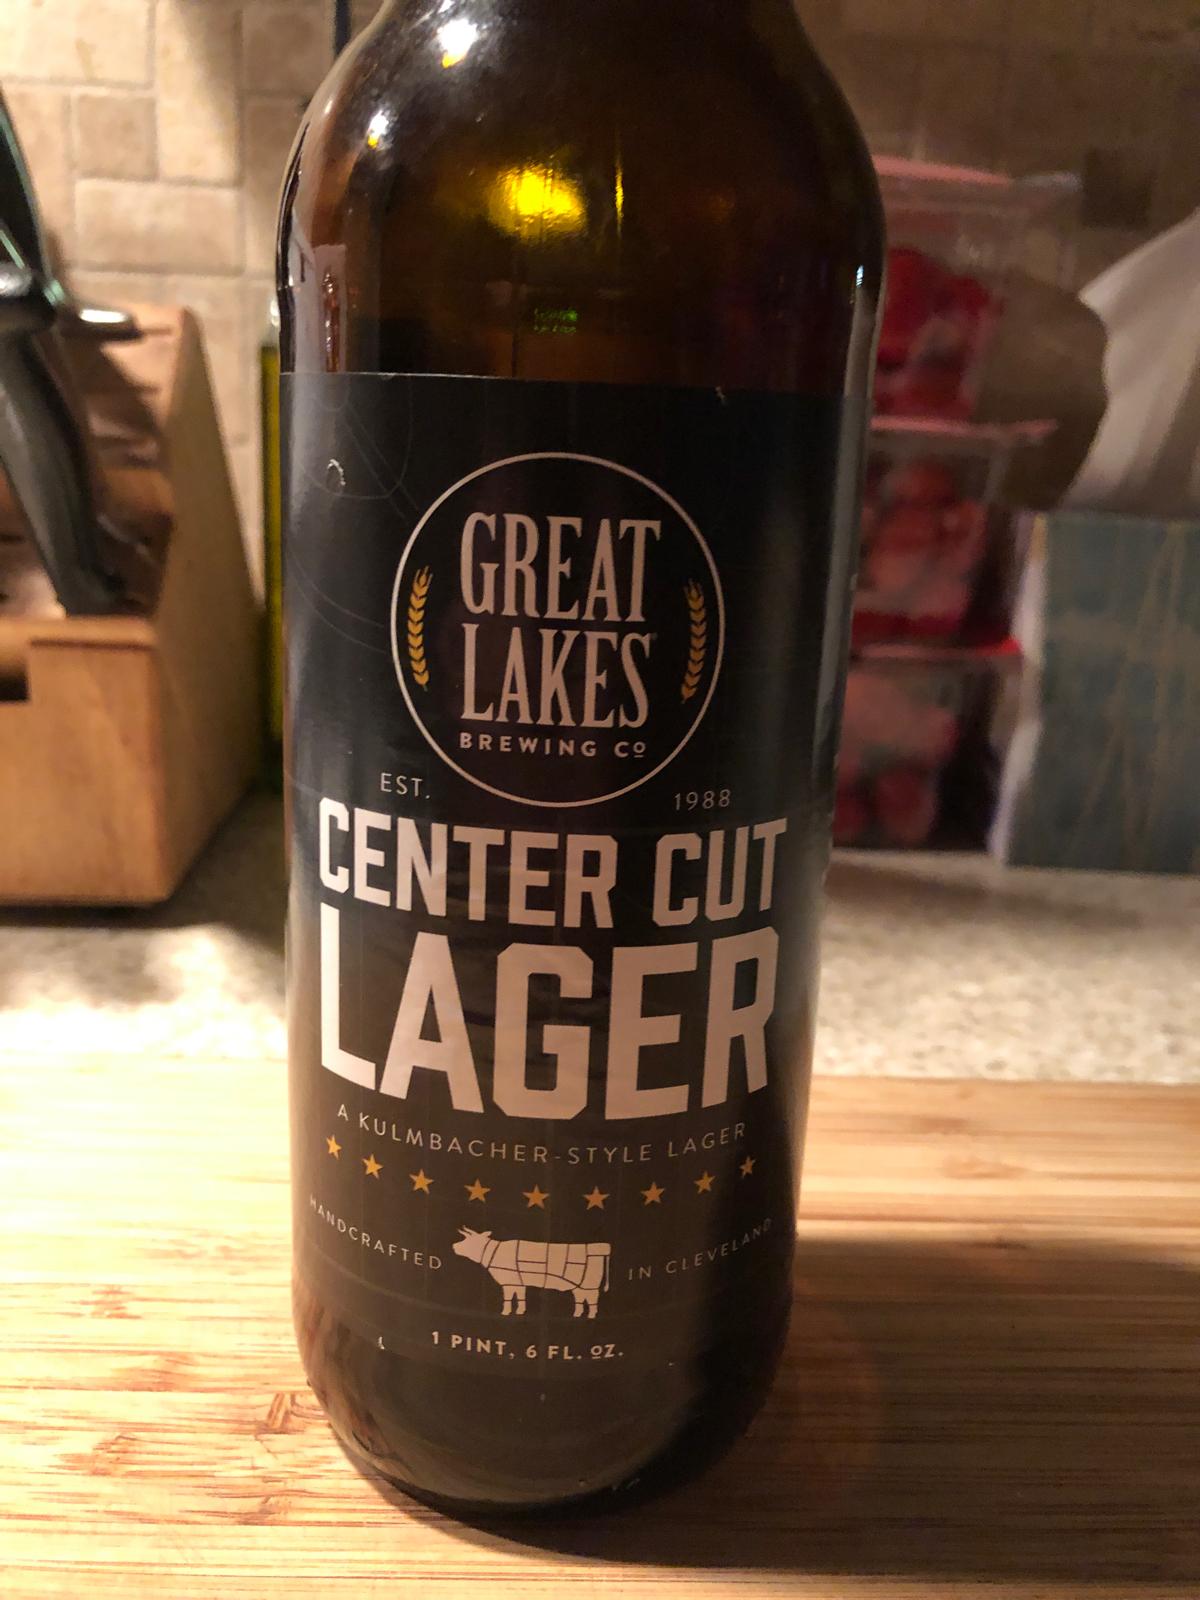 GREAT
LAKES
BREWING Cº
EST. 1988
CENTER CUT
LAGER
A KULMBACHER-STYLE LAGER
HANDCRAFTED IN CLEVELAND
1 PINT, 6 FL. OZ.